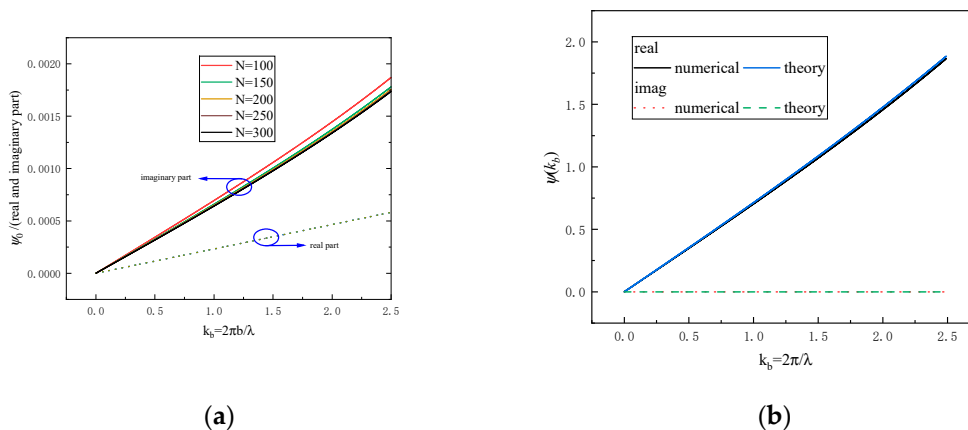 0.0020
0.0015
0.0010
0.0005
0.0000
ψ₀ /(real and imaginary part)
N=100
N=150
N=200
N=250
N=300
imaginary part
real part
0.0 0.5 1.0 1.5 2.0 2.5
k_b=2πb/λ
(a)
2.0
1.5
1.0
0.5
0.0
ψ(k_b)
real
numerical theory
imag
numerical theory
0.0 0.5 1.0 1.5 2.0 2.5
k_b=2π/λ
(b)